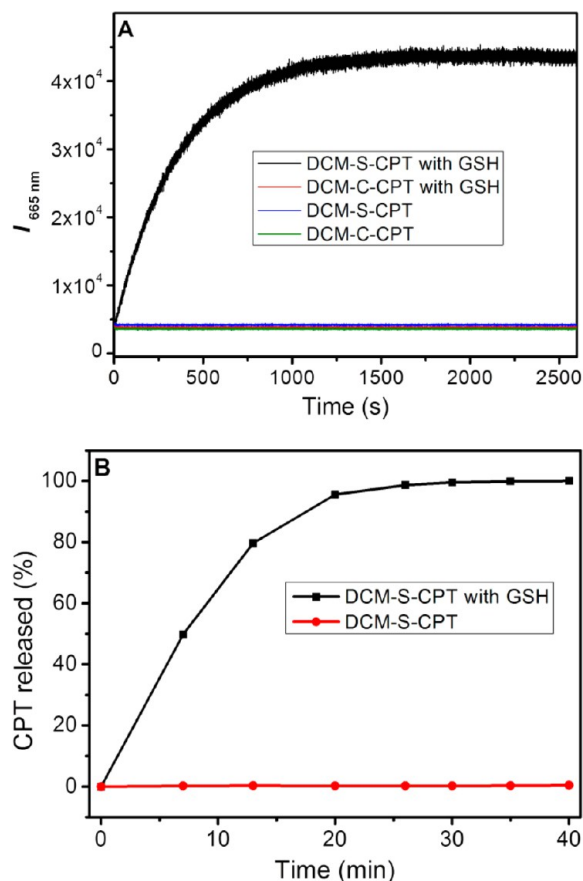 A
I 665 nm
4x10⁴
3x10⁴
2x10⁴
1x10⁴
0
DCM-S-CPT with GSH
DCM-C-CPT with GSH
DCM-S-CPT
DCM-C-CPT
0 500 1000 1500 2000 2500
Time (s)
B
CPT released (%)
100
80
60
40
20
0
DCM-S-CPT with GSH
DCM-S-CPT
0 10 20 30 40
Time (min)